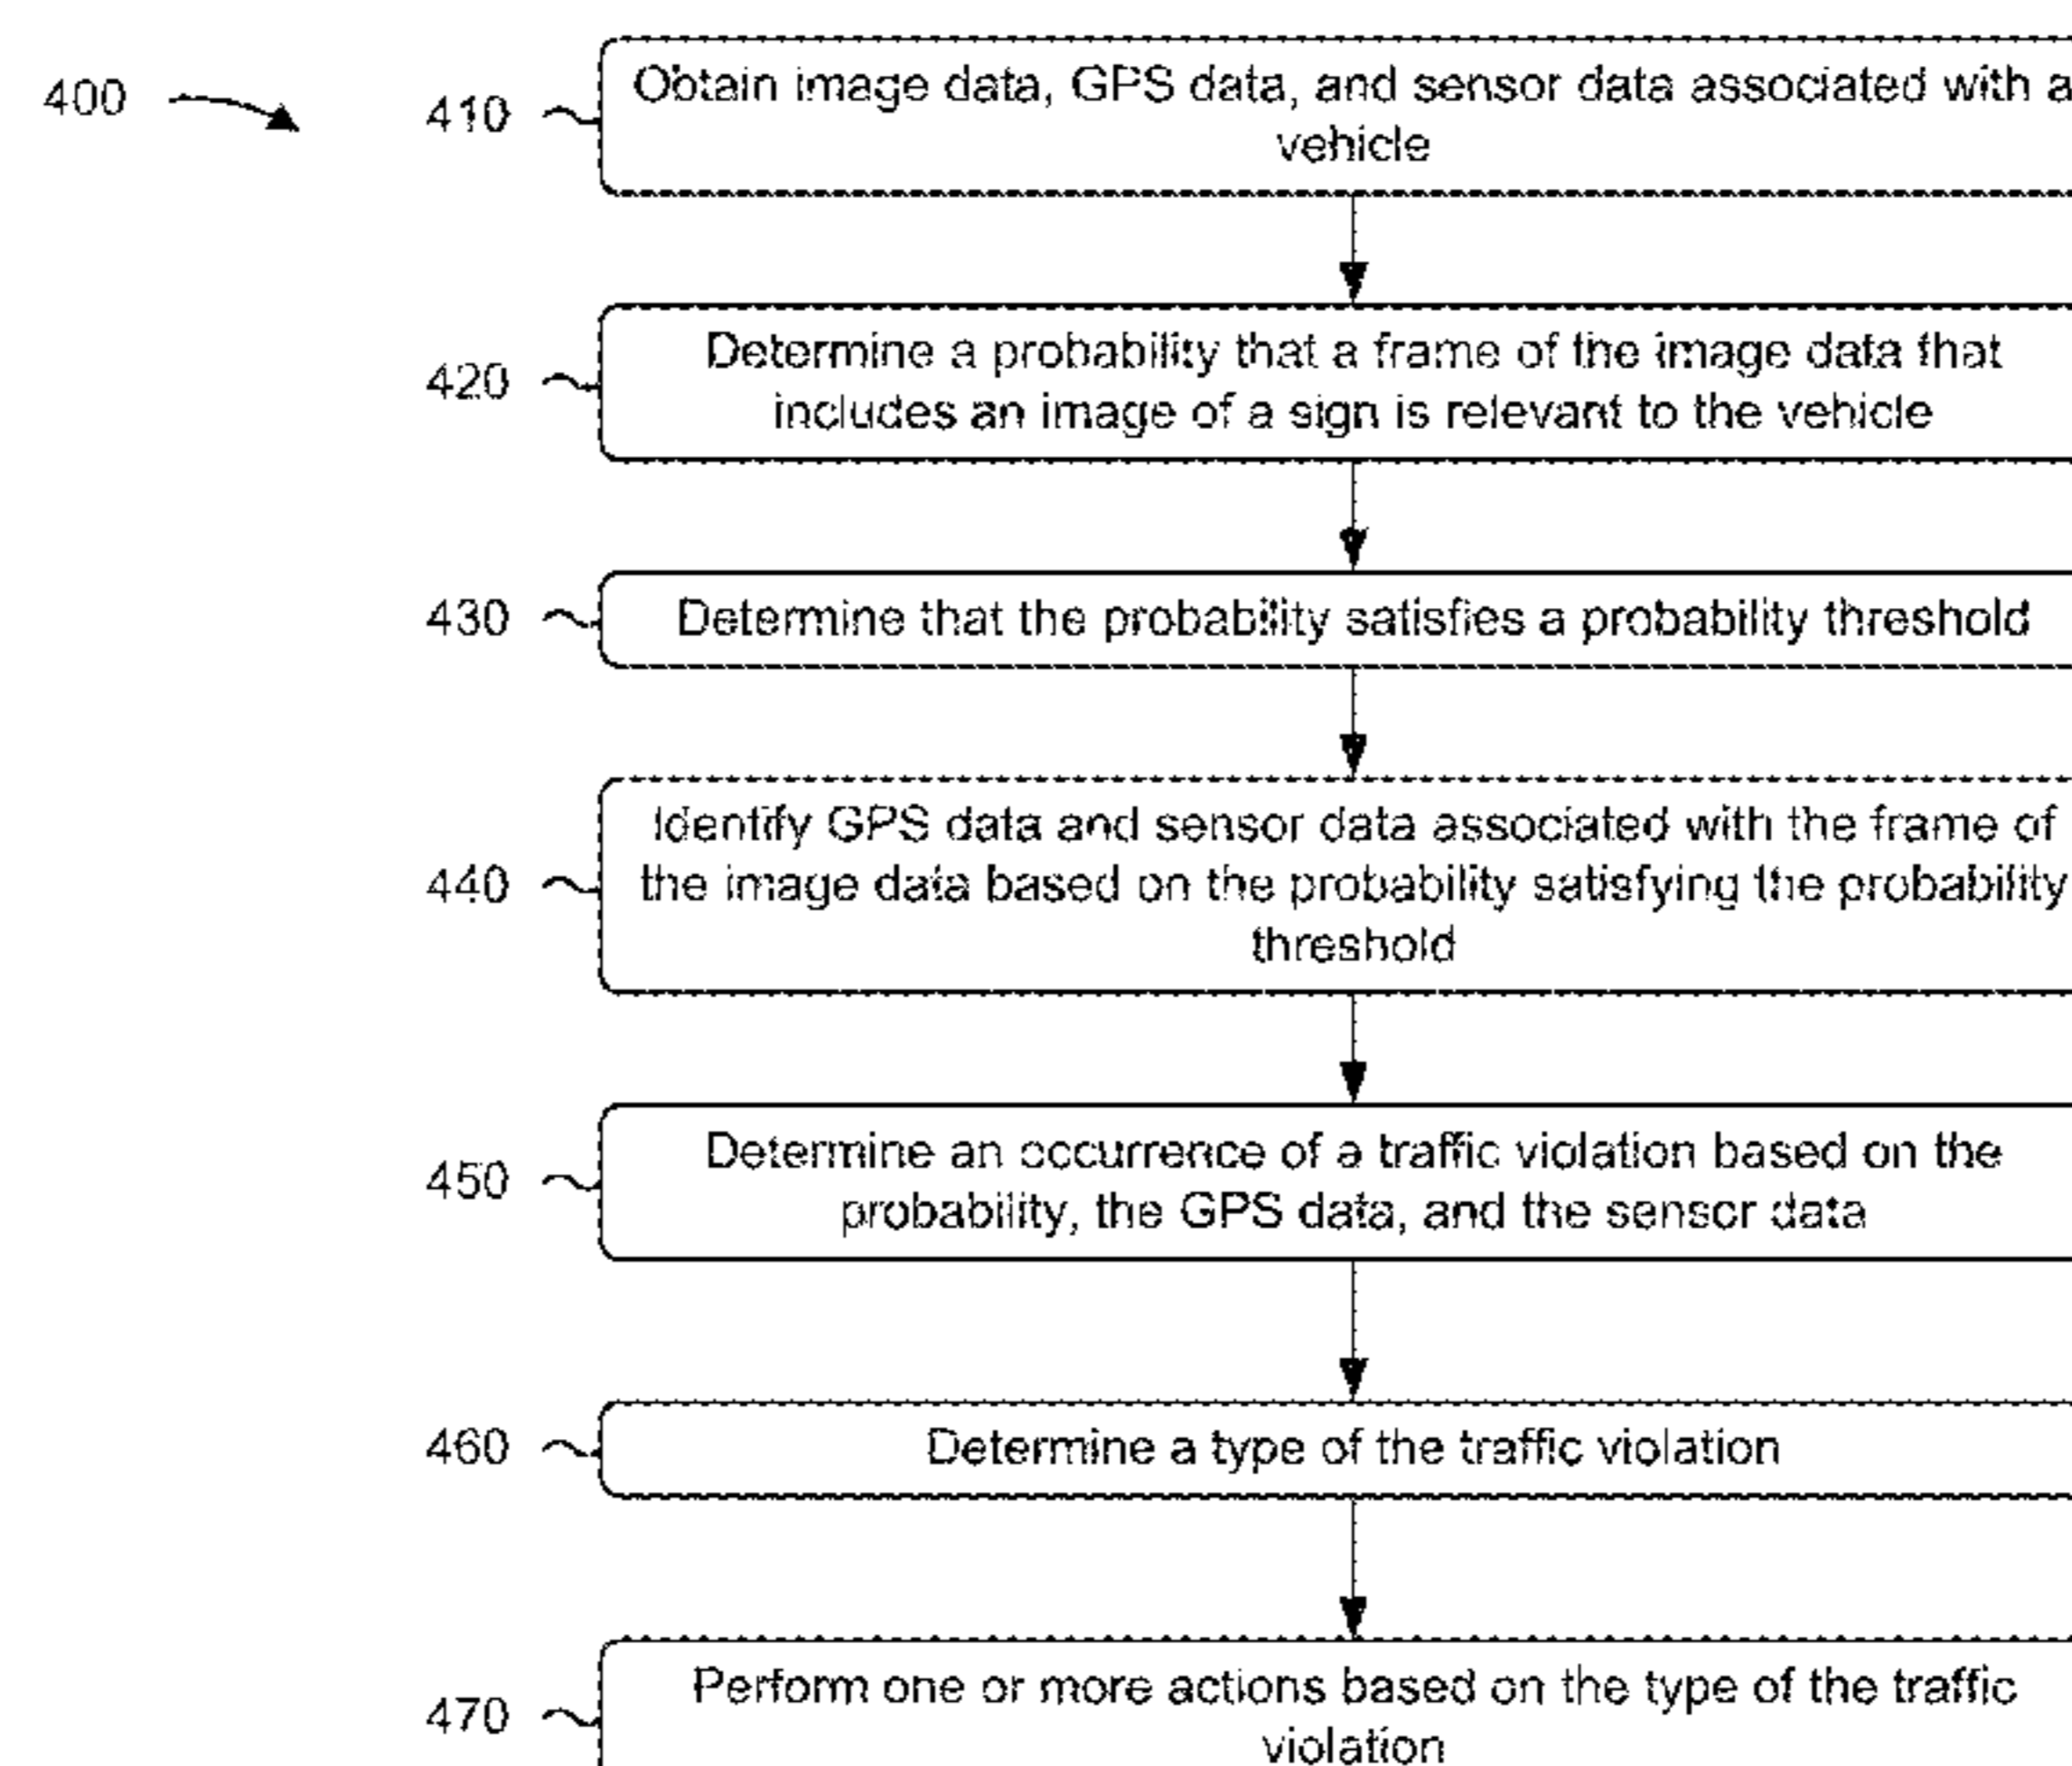 400
410
Obtain image data, GPS data, and sensor data associated with a
vehicle
420
Determine a probability that a frame of the image data that
includes an image of a sign is relevant to the vehicle
430
Determine that the probability satisfies a probability threshold
440
Identify GPS data and sensor data associated with the frame of
the image data based on the probability satisfying the probability
threshold
450
Determine an occurrence of a traffic violation based on the
probability, the GPS data, and the sensor data
460
Determine a type of the traffic violation
470
Perform one or more actions based on the type of the traffic
violation